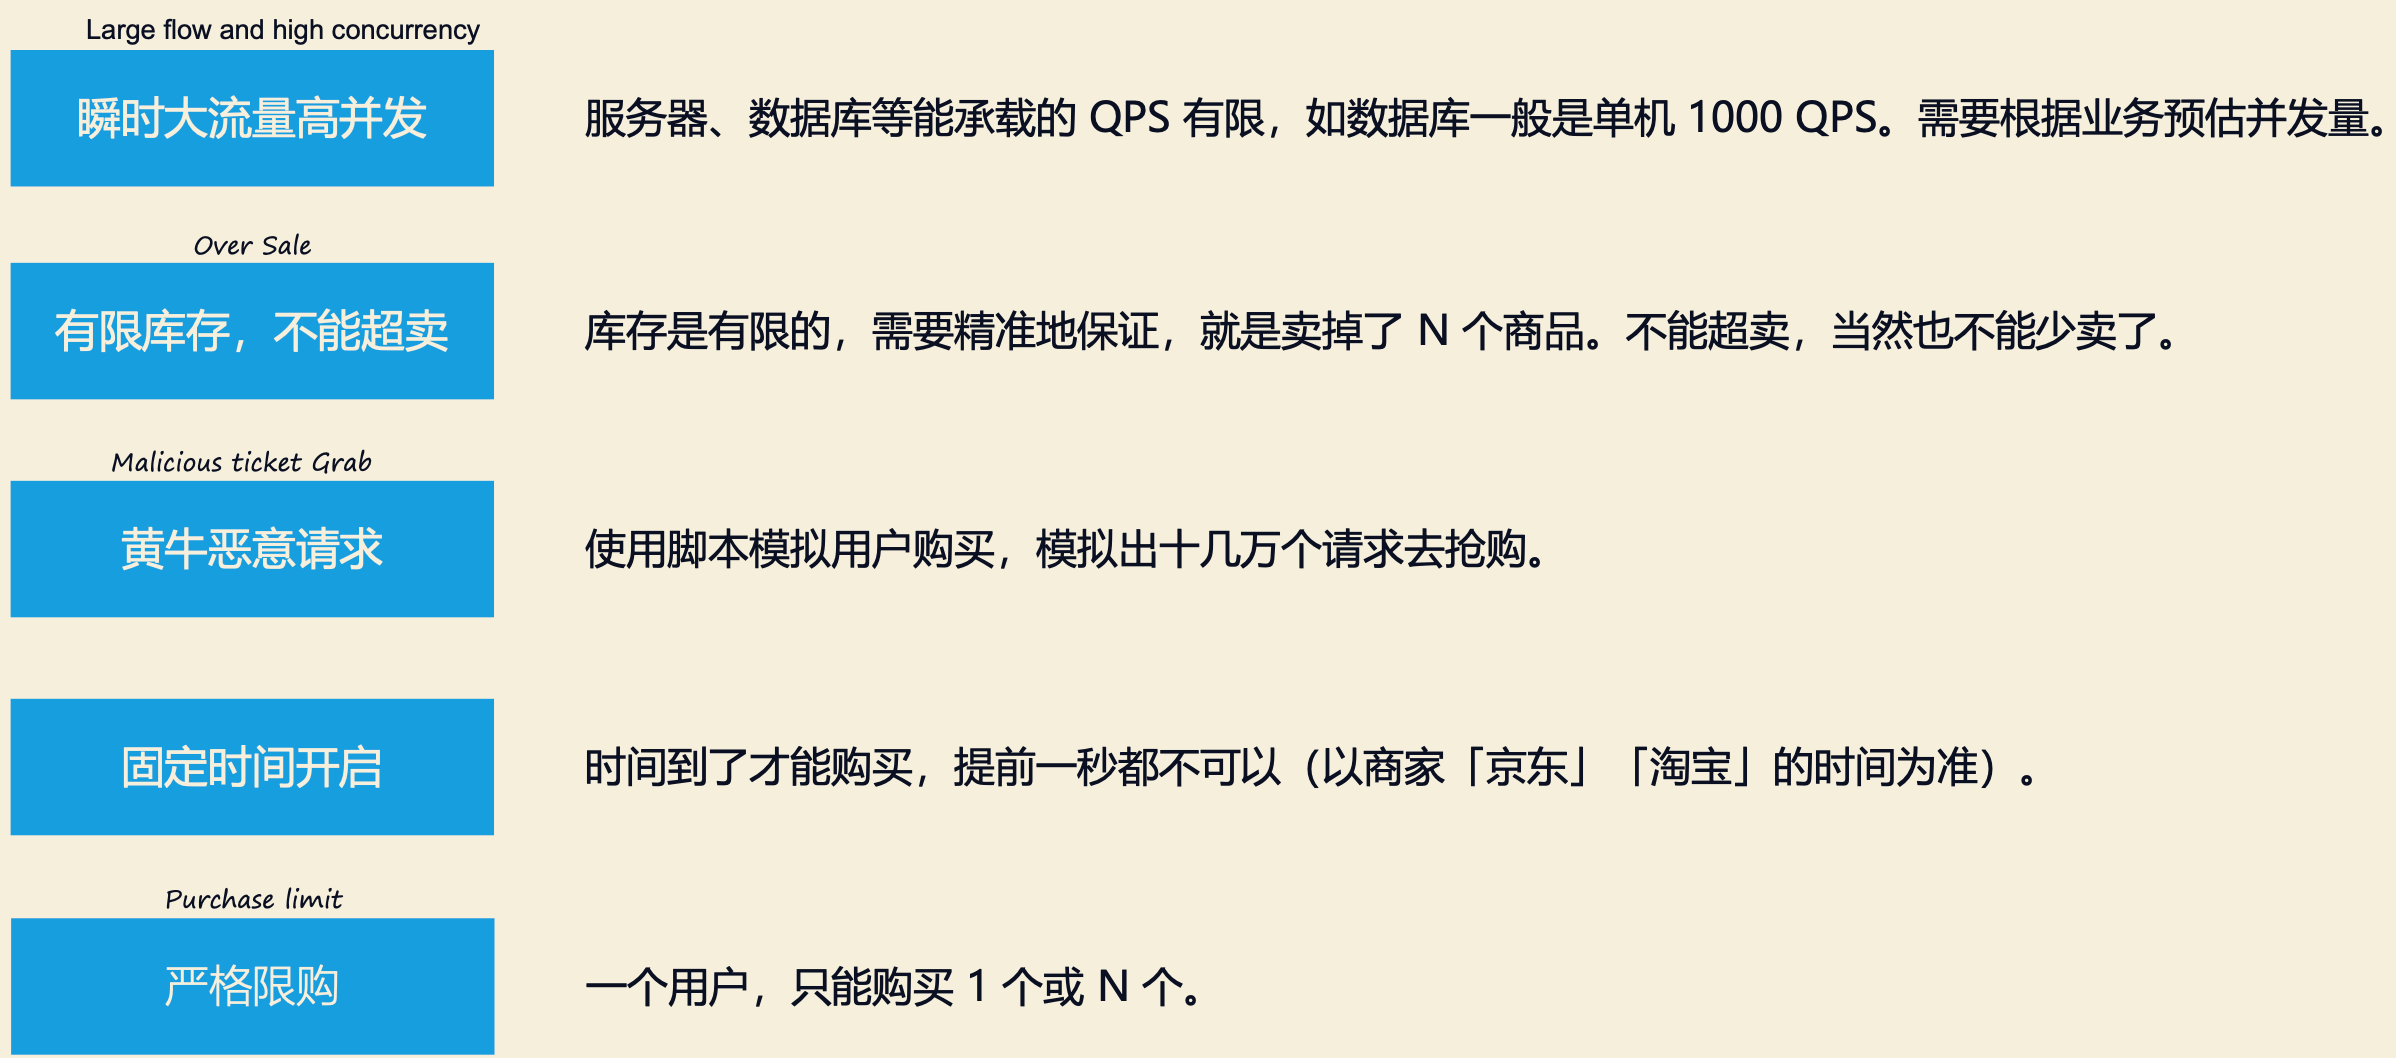 Large flow and high concurrency
瞬时大流量高并发
服务器、数据库等能承载的 QPS 有限，如数据库一般是单机 1000 QPS。需要根据业务预估并发量。
Over Sale
有限库存，不能超卖
库存是有限的，需要精准地保证，就是卖掉了 N 个商品。不能超卖，当然也不能少卖了。
Malicious ticket Grab
黄牛恶意请求
使用脚本模拟用户购买，模拟出十几万个请求去抢购。
固定时间开启
时间到了才能购买，提前一秒都不可以（以商家「京东」「淘宝」的时间为准）。
Purchase limit
严格限购
一个用户，只能购买 1 个或 N 个。